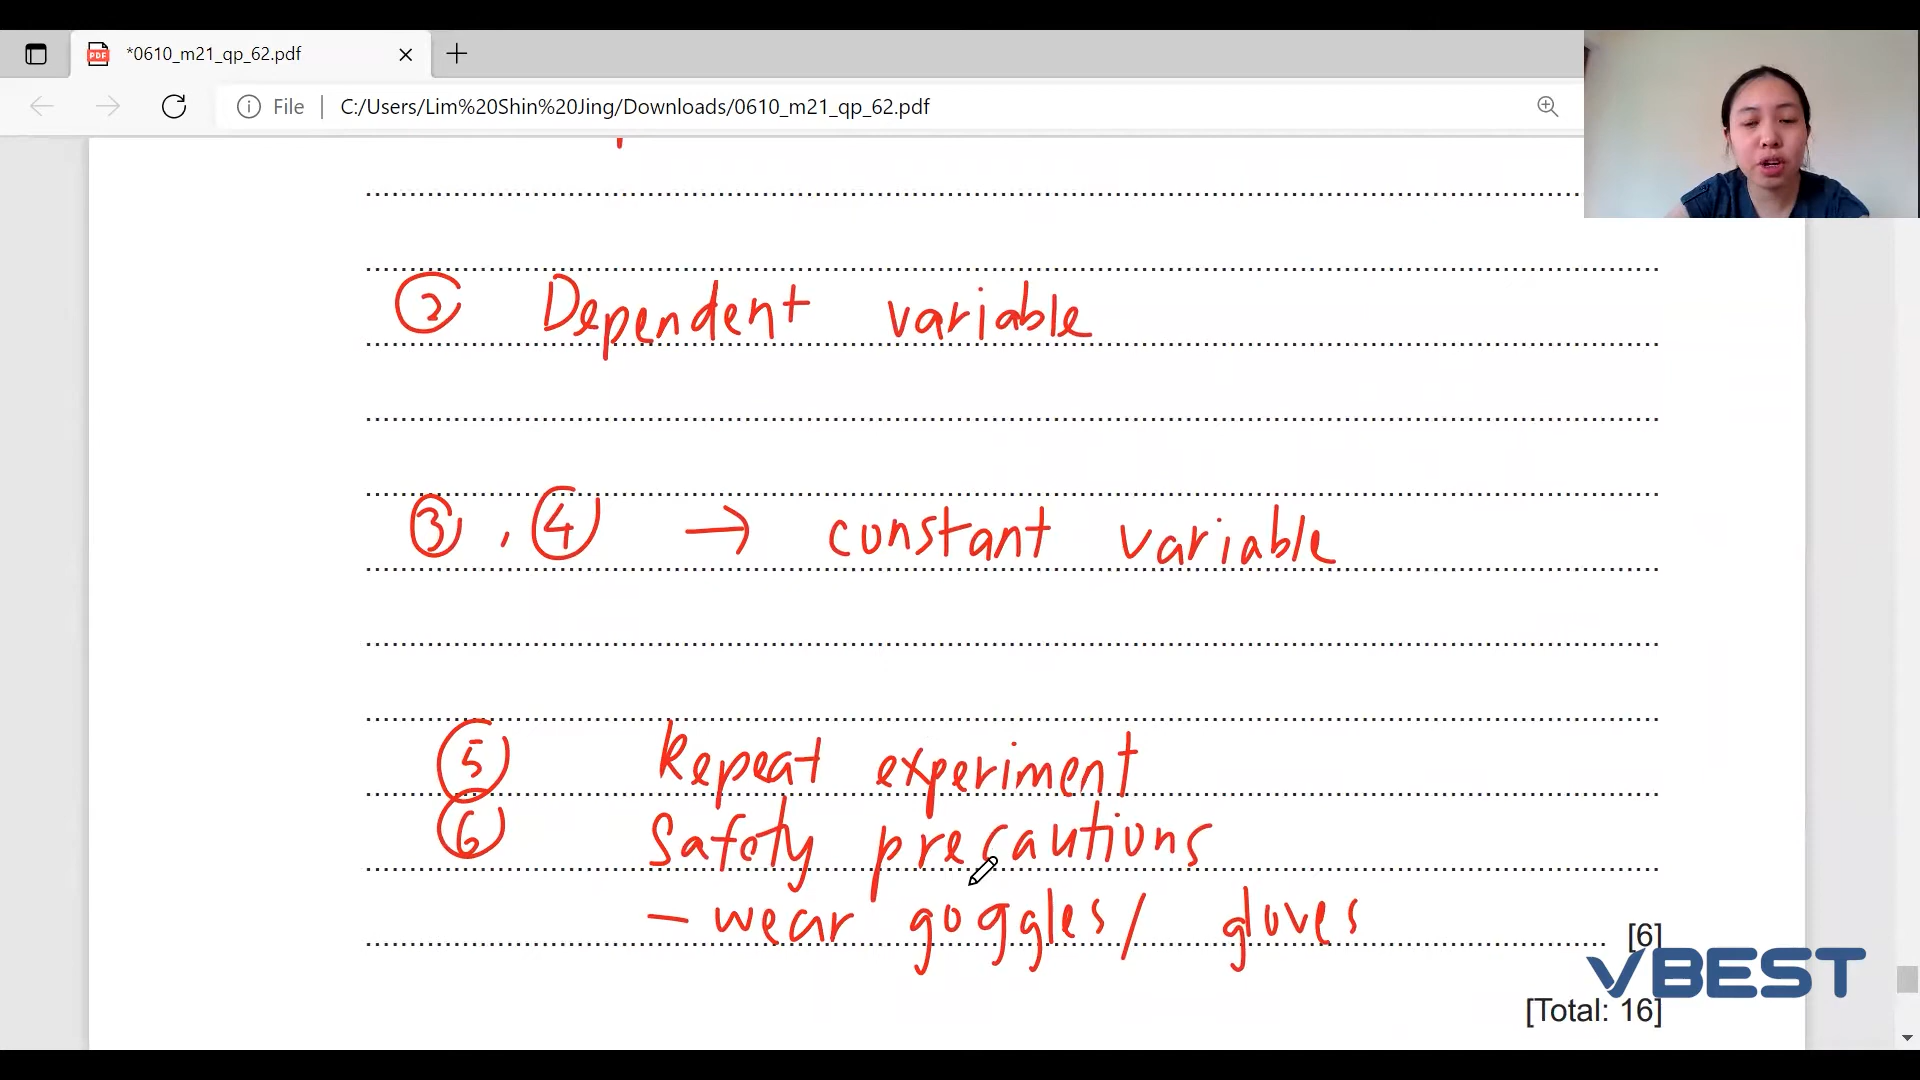 *0610_m21_qp_62.pdf
File
C:/Users/Lim%20Shin%20Jing/Downloads/0610_m21_qp_62.pdf
2 Dependent variable
3, 4 → constant variable
5 Repeat experiment
6 Safety precautions
- wear goggles/ gloves
[6]
VBEST
[Total: 16]